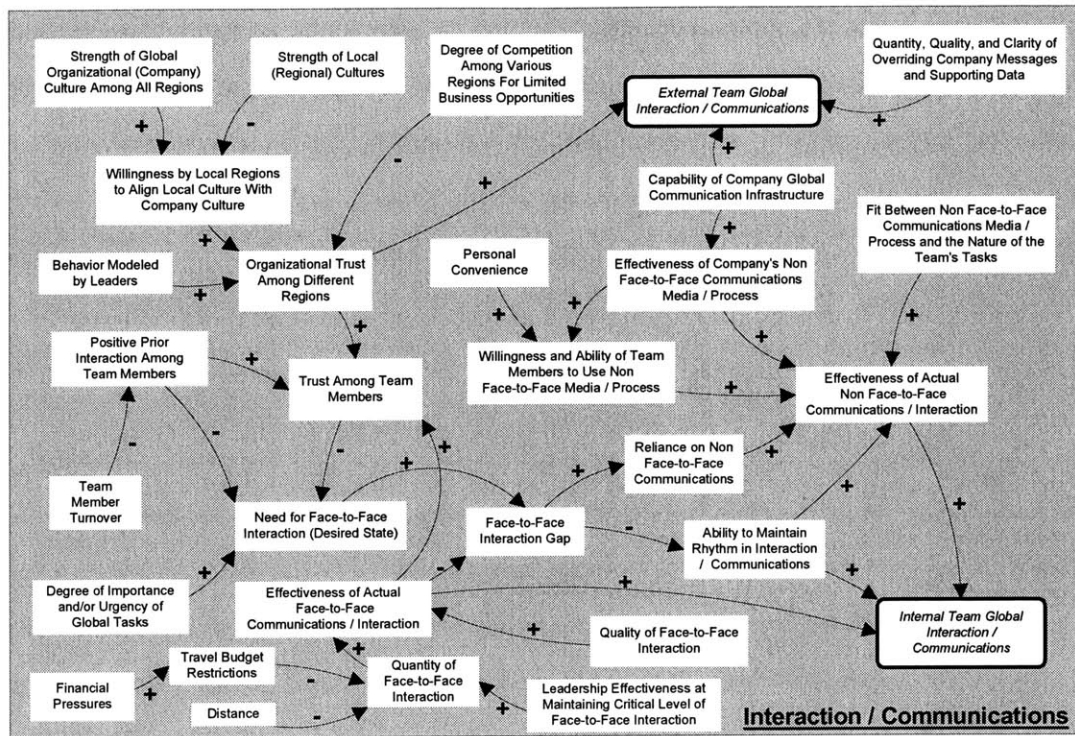 Strength of Global
Organizational (Company)
Culture Among All Regions
Strength of Local
(Regional) Cultures
Degree of Competition
Among Various
Regions For Limited
Business Opportunities
External Team Global
Interaction / Communications
Quantity, Quality, and Clarity of
Overriding Company Messages
and Supporting Data
+
-
-
+
+
+
Willingness by Local Regions
to Align Local Culture With
Company Culture
Capability of Company Global
Communication Infrastructure
Fit Between Non Face-to-Face
Communications Media /
Process and the Nature of the
Team's Tasks
+
+
Behavior Modeled
by Leaders
+
Organizational Trust
Among Different
Regions
Personal
Convenience
Effectiveness of Company's Non
Face-to-Face Communications
Media / Process
+
+
+
+
+
Positive Prior
Interaction Among
Team Members
+
Trust Among Team
Members
Willingness and Ability of Team
Members to Use Non
Face-to-Face Media / Process
+
Effectiveness of Actual
Non Face-to-Face
Communications / Interaction
-
-
-
+
+
+
Reliance on Non
Face-to-Face
Communications
+
+
+
Team
Member
Turnover
Need for Face-to-Face
Interaction (Desired State)
Face-to-Face
Interaction Gap
-
Ability to Maintain
Rhythm in Interaction
/ Communications
+
Degree of Importance
and/or Urgency of
Global Tasks
+
Effectiveness of Actual
Face-to-Face
Communications / Interaction
-
+
Internal Team Global
Interaction /
Communications
+
Quality of Face-to-Face
Interaction
+
Financial
Pressures
+
Travel Budget
Restrictions
-
Distance
-
Quantity of
Face-to-Face
Interaction
+
Leadership Effectiveness at
Maintaining Critical Level of
Face-to-Face Interaction
Interaction / Communications